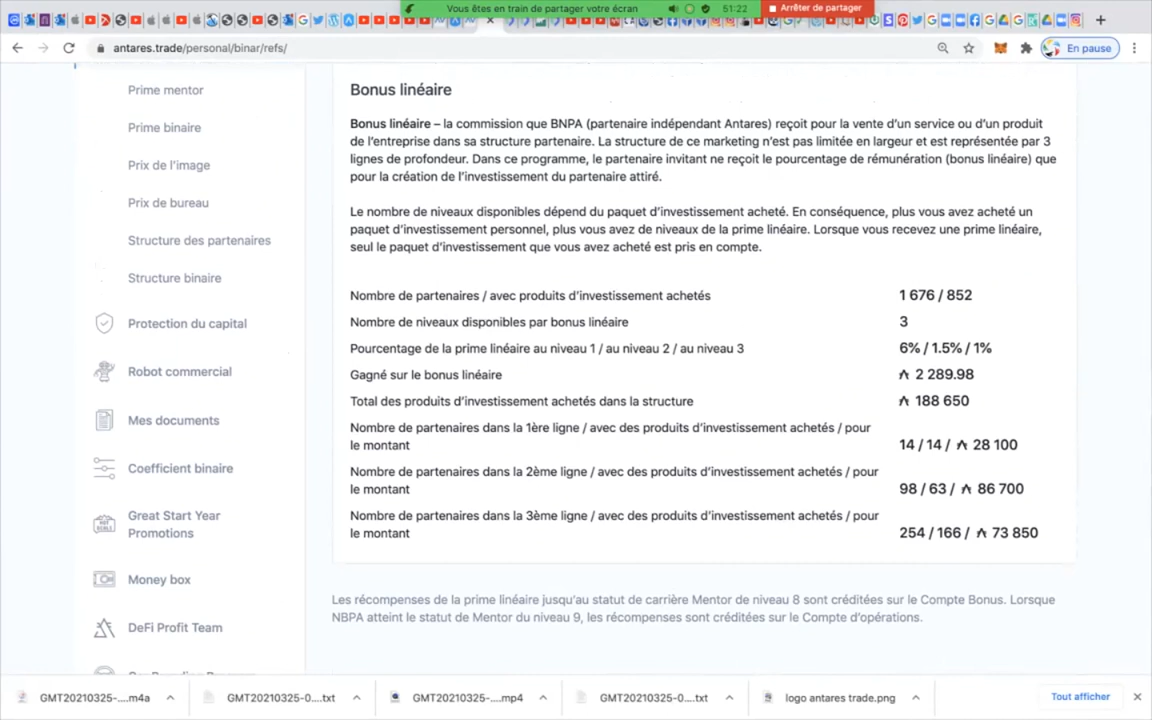 Vous êtes en train de partager votre écran
51:22
Arrêter de partager
antares.trade/personal/binar/refs/
En pause
Prime mentor
Prime binaire
Prix de l'image
Prix de bureau
Structure des partenaires
Structure binaire
Protection du capital
Robot commercial
Mes documents
Coefficient binaire
Great Start Year
Promotions
Money box
DeFi Profit Team
Bonus linéaire
Bonus linéaire – la commission que BNPA (partenaire indépendant Antares) reçoit pour la vente d'un service ou d'un produit
de l'entreprise dans sa structure partenaire. La structure de ce marketing n'est pas limitée en largeur et est représentée par 3
lignes de profondeur. Dans ce programme, le partenaire invitant ne reçoit le pourcentage de rémunération (bonus linéaire) que
pour la création de l'investissement du partenaire attiré.
Le nombre de niveaux disponibles dépend du paquet d'investissement acheté. En conséquence, plus vous avez acheté un
paquet d'investissement personnel, plus vous avez de niveaux de la prime linéaire. Lorsque vous recevez une prime linéaire,
seul le paquet d'investissement que vous avez acheté est pris en compte.
Nombre de partenaires / avec produits d'investissement achetés 1 676 / 852
Nombre de niveaux disponibles par bonus linéaire 3
Pourcentage de la prime linéaire au niveau 1 / au niveau 2 / au niveau 3 6% / 1.5% / 1%
Gagné sur le bonus linéaire 2 289.98
Total des produits d'investissement achetés dans la structure 188 650
Nombre de partenaires dans la 1ère ligne / avec des produits d'investissement achetés / pour
le montant 14 / 14 / 28 100
Nombre de partenaires dans la 2ème ligne / avec des produits d'investissement achetés / pour
le montant 98 / 63 / 86 700
Nombre de partenaires dans la 3ème ligne / avec des produits d'investissement achetés / pour
le montant 254 / 166 / 73 850
Les récompenses de la prime linéaire jusqu'au statut de carrière Mentor de niveau 8 sont créditées sur le Compte Bonus. Lorsque
NBPA atteint le statut de Mentor du niveau 9, les récompenses sont créditées sur le Compte d'opérations.
GMT20210325-....m4a
GMT20210325-0....txt
GMT20210325-....mp4
GMT20210325-0....txt
logo antares trade.png
Tout afficher